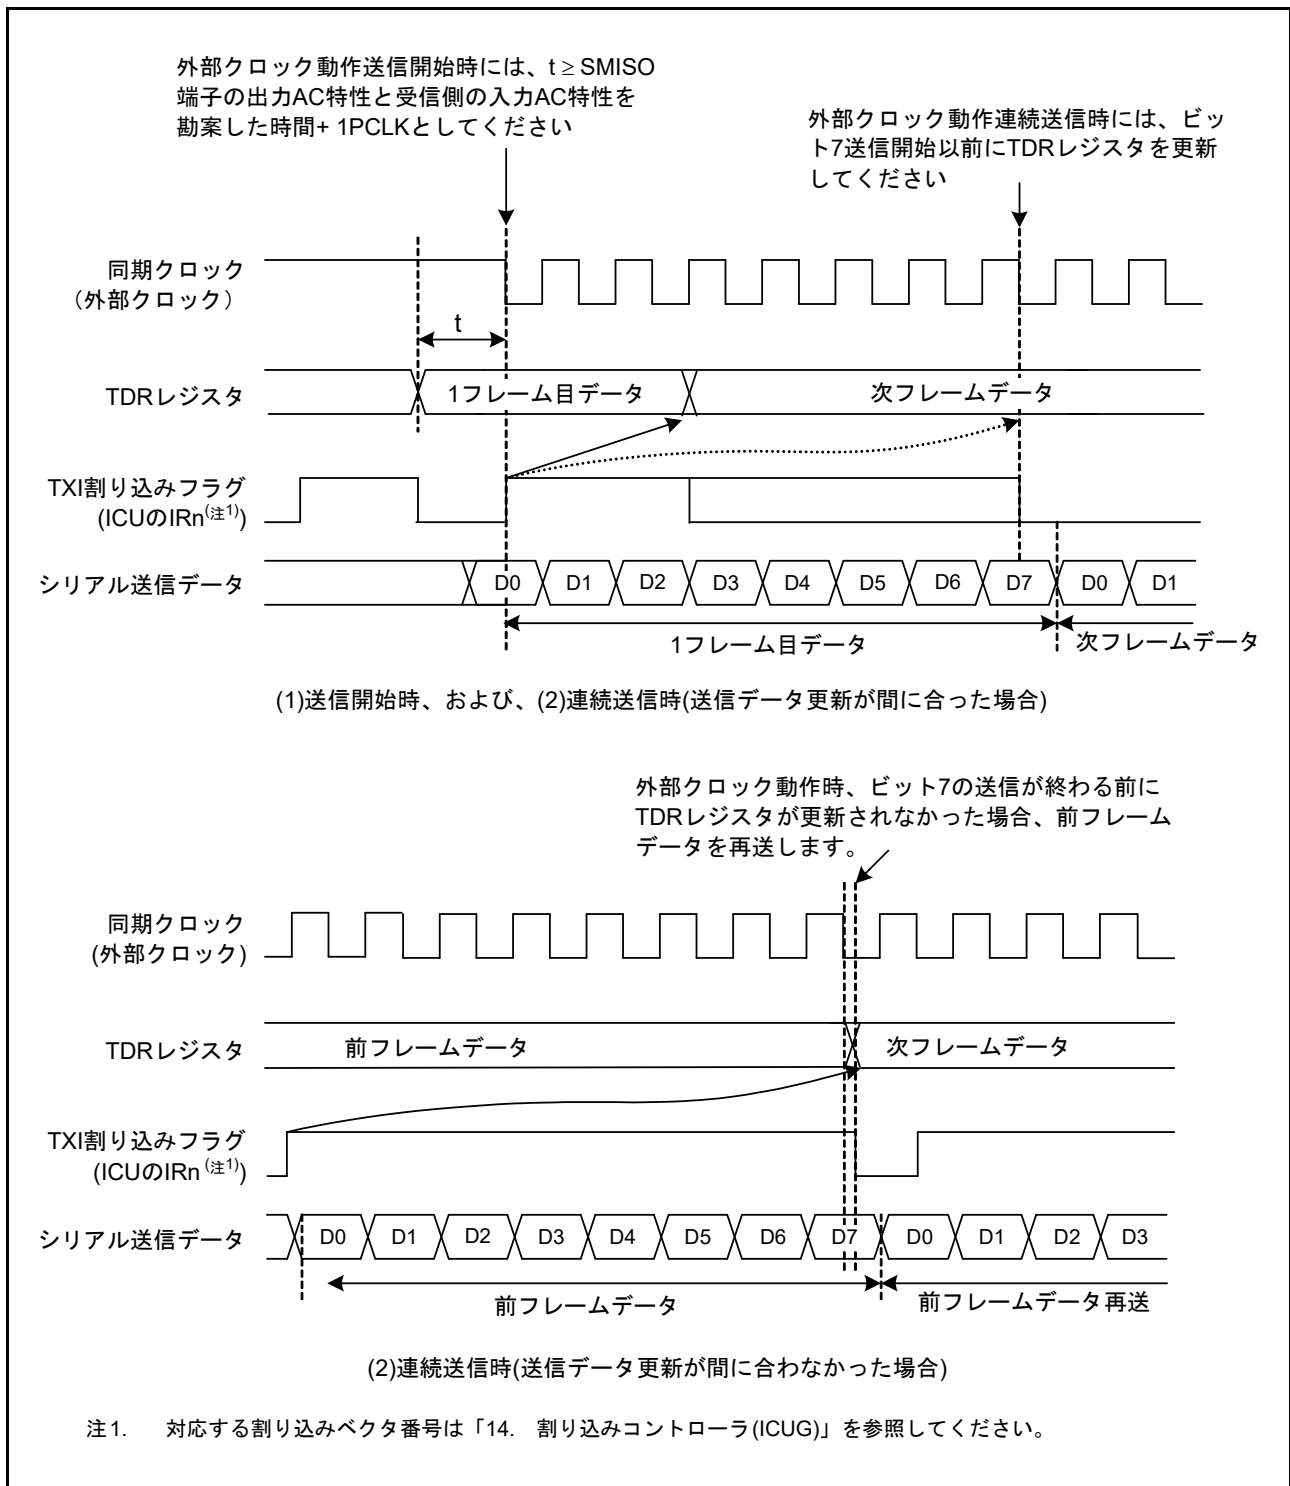 外部クロック動作送信開始時には、t ≥ SMISO
端子の出力AC特性と受信側の入力AC特性を
勘案した時間+ 1PCLKとしてください
外部クロック動作連続送信時には、ビッ
ト7送信開始以前にTDRレジスタを更新
してください
同期クロック
（外部クロック）
t
TDRレジスタ
1フレーム目データ
次フレームデータ
TXI割り込みフラグ
(ICUのIRn(注1))
シリアル送信データ
D0 D1 D2 D3 D4 D5 D6 D7 D0 D1
1フレーム目データ
次フレームデータ
(1)送信開始時、および、(2)連続送信時(送信データ更新が間に合った場合)
外部クロック動作時、ビット7の送信が終わる前に
TDRレジスタが更新されなかった場合、前フレーム
データを再送します。
同期クロック
(外部クロック)
TDRレジスタ
前フレームデータ
次フレームデータ
TXI割り込みフラグ
(ICUのIRn (注1))
シリアル送信データ
D0 D1 D2 D3 D4 D5 D6 D7 D0 D1 D2 D3
前フレームデータ
前フレームデータ再送
(2)連続送信時(送信データ更新が間に合わなかった場合)
注1. 対応する割り込みベクタ番号は「14. 割り込みコントローラ(ICUG)」を参照してください。